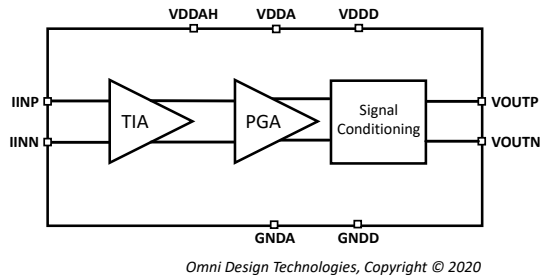 VDDAH VDDA VDDD
IINP
TIA
PGA
Signal
Conditioning
VOUTP
IINN
VOUTN
GNDA GNDD
Omni Design Technologies, Copyright © 2020